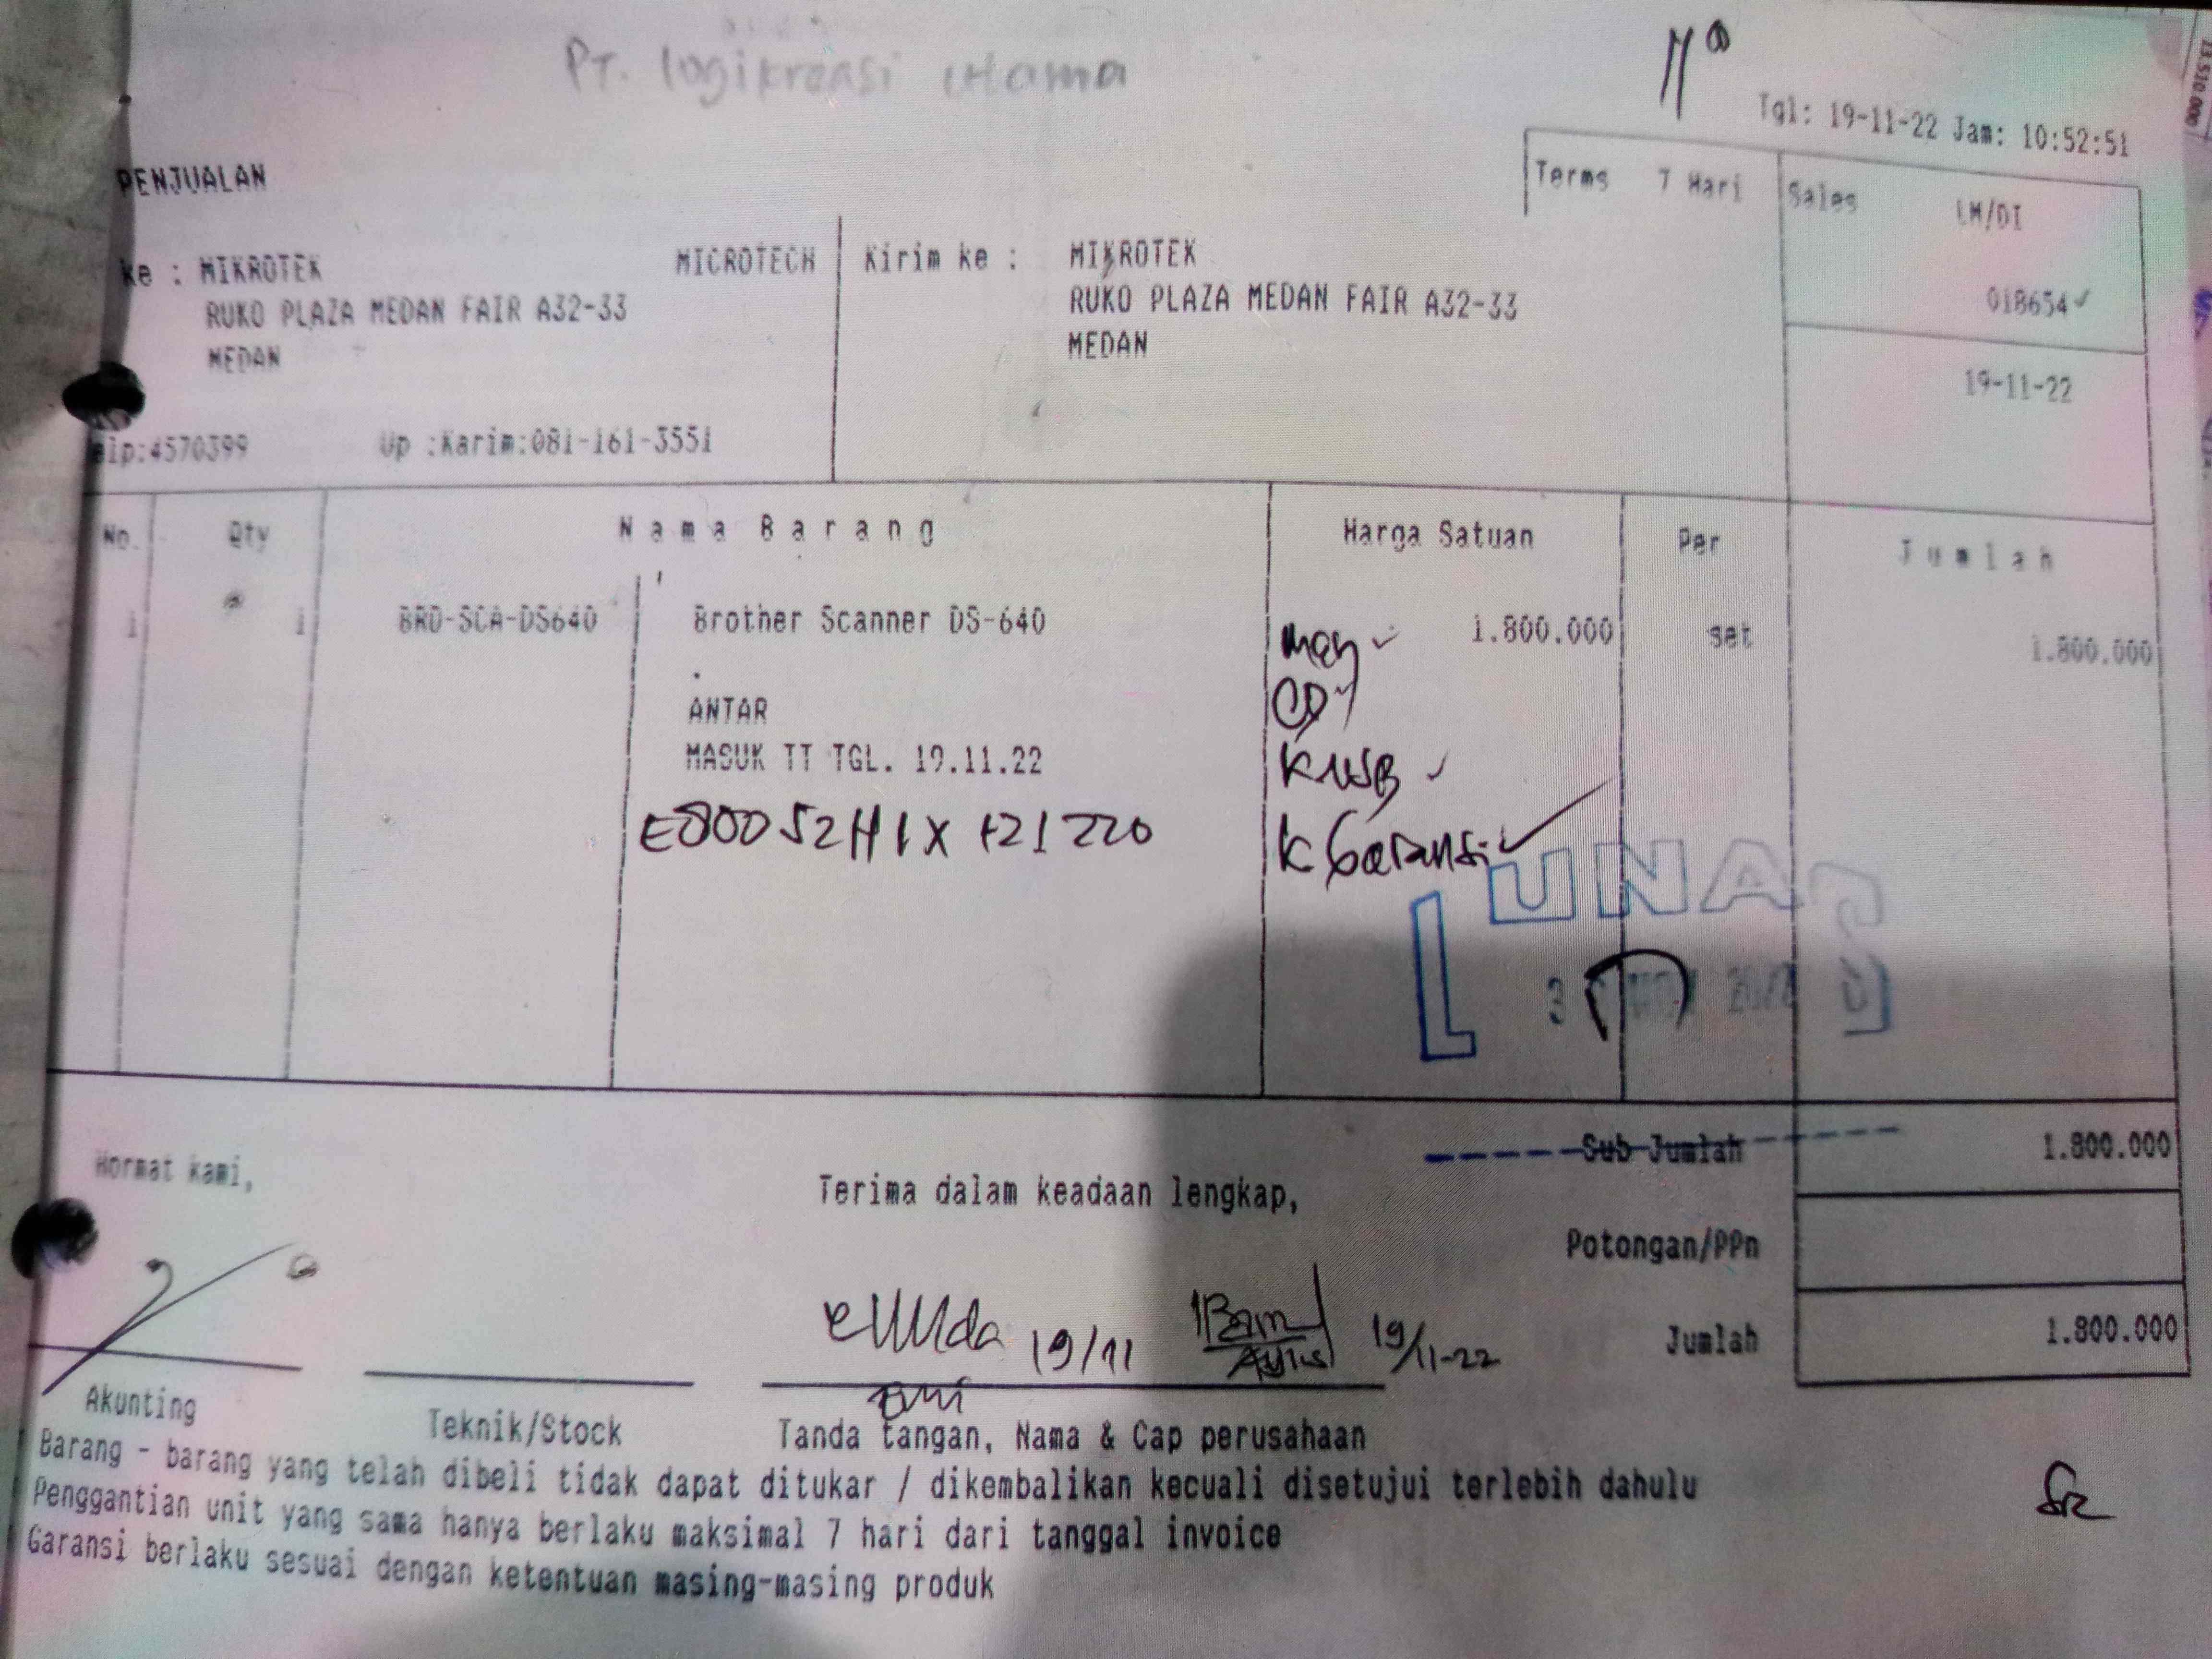 PT. logikreasi utama
Tgl: 19-11-22 Jam: 10:52:51
PENJUALAN
Terms 7 Hari
Sales LM/DI
018654
19-11-22
ke : MIKROTEK MICROTECH
RUKO PLAZA MEDAN FAIR A32-33
MEDAN
elp:4570399 Up :Karim:081-161-3551
Kirim ke : MIKROTEK
RUKO PLAZA MEDAN FAIR A32-33
MEDAN
No. Qty Nama Barang Harga Satuan Per Jumlah
1 1 BRO-SCA-DS640 Brother Scanner DS-640 1.800.000 set 1.800.000
.
ANTAR
MASUK TT TGL. 19.11.22
CD
K USB
K Garansi
LUNAS
Sub Jumlah 1.800.000
Potongan/PPn
Jumlah 1.800.000
Hormat kami,
Terima dalam keadaan lengkap,
19/11
19/11-22
Akunting
Teknik/Stock
Tanda tangan, Nama & Cap perusahaan
Barang - barang yang telah dibeli tidak dapat ditukar / dikembalikan kecuali disetujui terlebih dahulu
Penggantian unit yang sama hanya berlaku maksimal 7 hari dari tanggal invoice
Garansi berlaku sesuai dengan ketentuan masing-masing produk
13.510.000